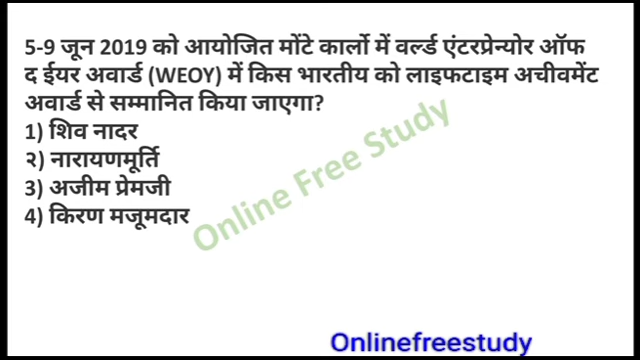 5-9 जून 2019 को आयोजित मोंटे कार्लो में वर्ल्ड एंटरप्रेन्योर ऑफ
द ईयर अवार्ड (WEOY) में किस भारतीय को लाइफटाइम अचीवमेंट
अवार्ड से सम्मानित किया जाएगा?
1) शिव नादर
२) नारायणमूर्ति
3) अजीम प्रेमजी
4) किरण मजूमदार
Online Free Study
Onlinefreestudy